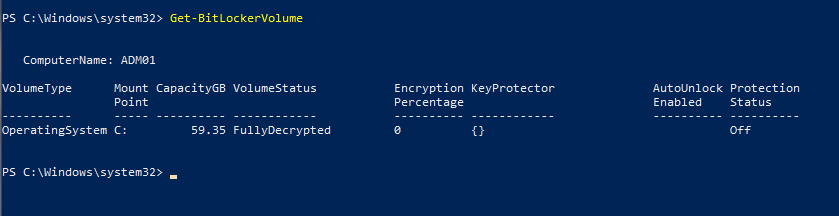 PS C:\Windows\system32> Get-BitLockerVolume
ComputerName: ADM01
VolumeType      Mount CapacityGB VolumeStatus           Encryption KeyProtector              AutoUnlock Protection
                Point                                   Percentage                           Enabled    Status
----------      ----- ---------- ------------           ---------- ------------              ---------- ----------
OperatingSystem C:         59.35 FullyDecrypted         0          {}                                   Off
PS C:\Windows\system32>